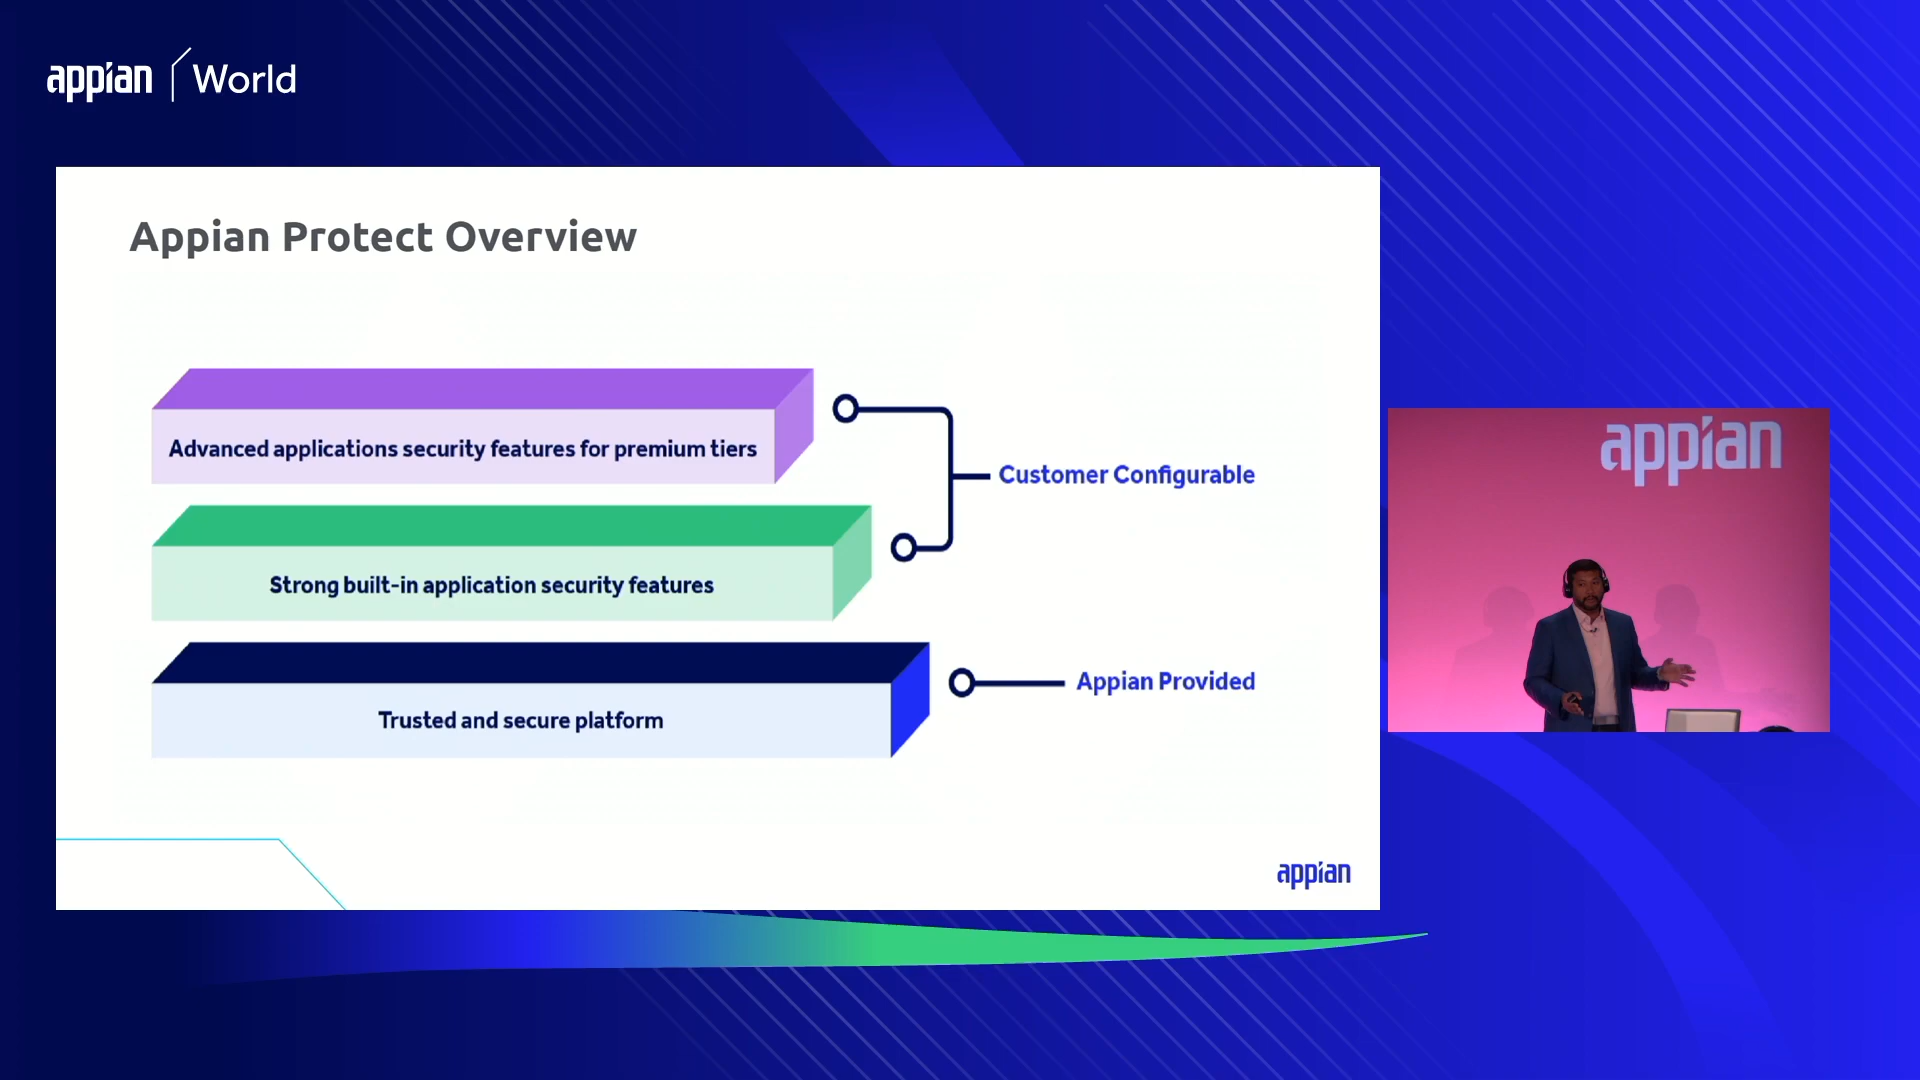 appian World
Appian Protect Overview
Advanced applications security features for premium tiers
Customer Configurable
Strong built-in application security features
Appian Provided
Trusted and secure platform
appian
appian